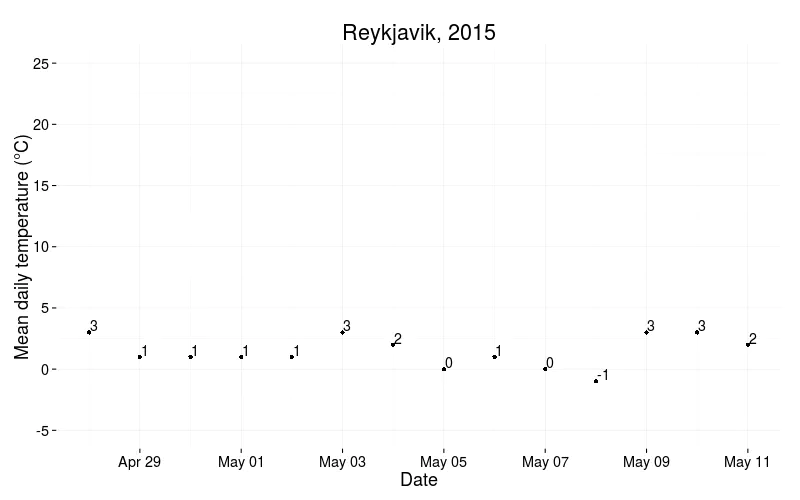 Reykjavik, 2015
Mean daily temperature (°C)
25
20
15
10
5
0
-5
3
1
1
1
1
3
2
0
1
0
-1
3
3
2
Apr 29
May 01
May 03
May 05
May 07
May 09
May 11
Date